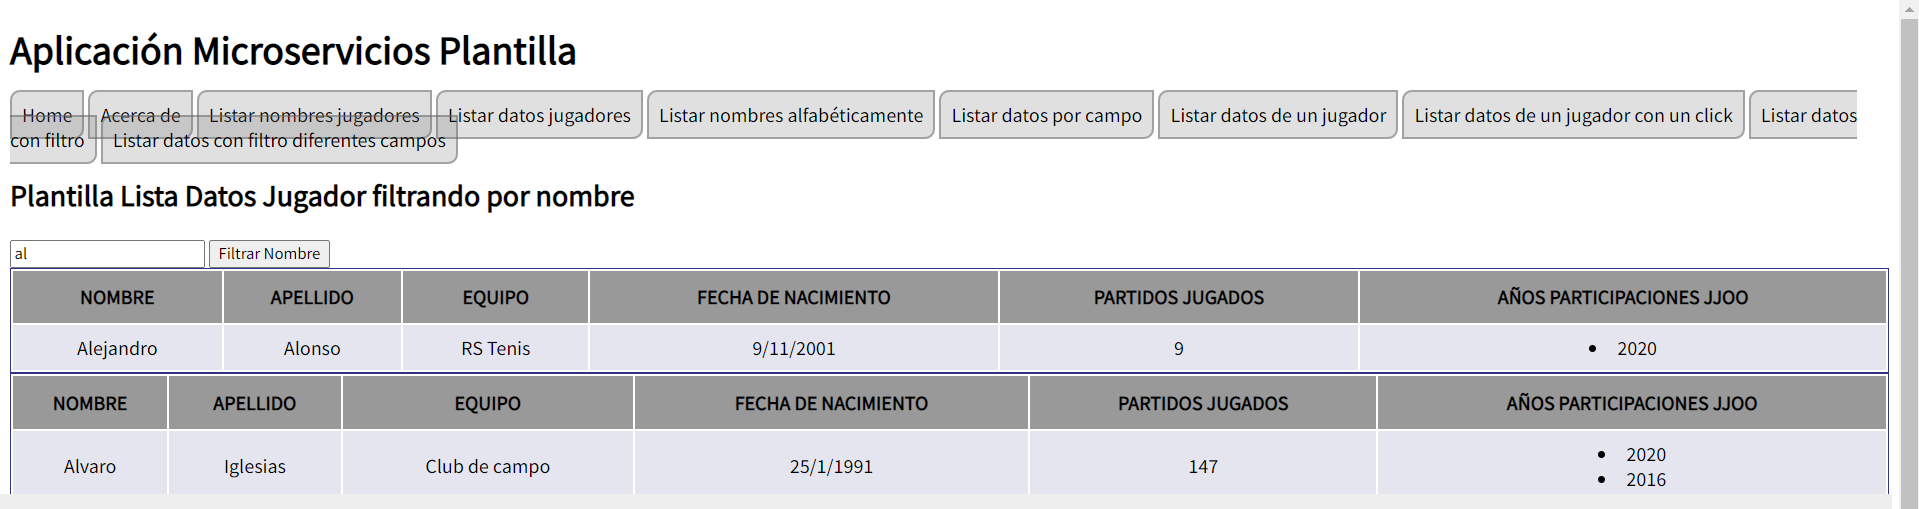 Aplicación Microservicios Plantilla
Home Acerca de Listar nombres jugadores Listar datos jugadores Listar nombres alfabéticamente Listar datos por campo Listar datos de un jugador Listar datos de un jugador con un click Listar datos
con filtro Listar datos con filtro diferentes campos
Plantilla Lista Datos Jugador filtrando por nombre
al Filtrar Nombre
NOMBRE APELLIDO EQUIPO FECHA DE NACIMIENTO PARTIDOS JUGADOS AÑOS PARTICIPACIONES JJOO
Alejandro Alonso RS Tenis 9/11/2001 9 • 2020
NOMBRE APELLIDO EQUIPO FECHA DE NACIMIENTO PARTIDOS JUGADOS AÑOS PARTICIPACIONES JJOO
Alvaro Iglesias Club de campo 25/1/1991 147 • 2020
• 2016